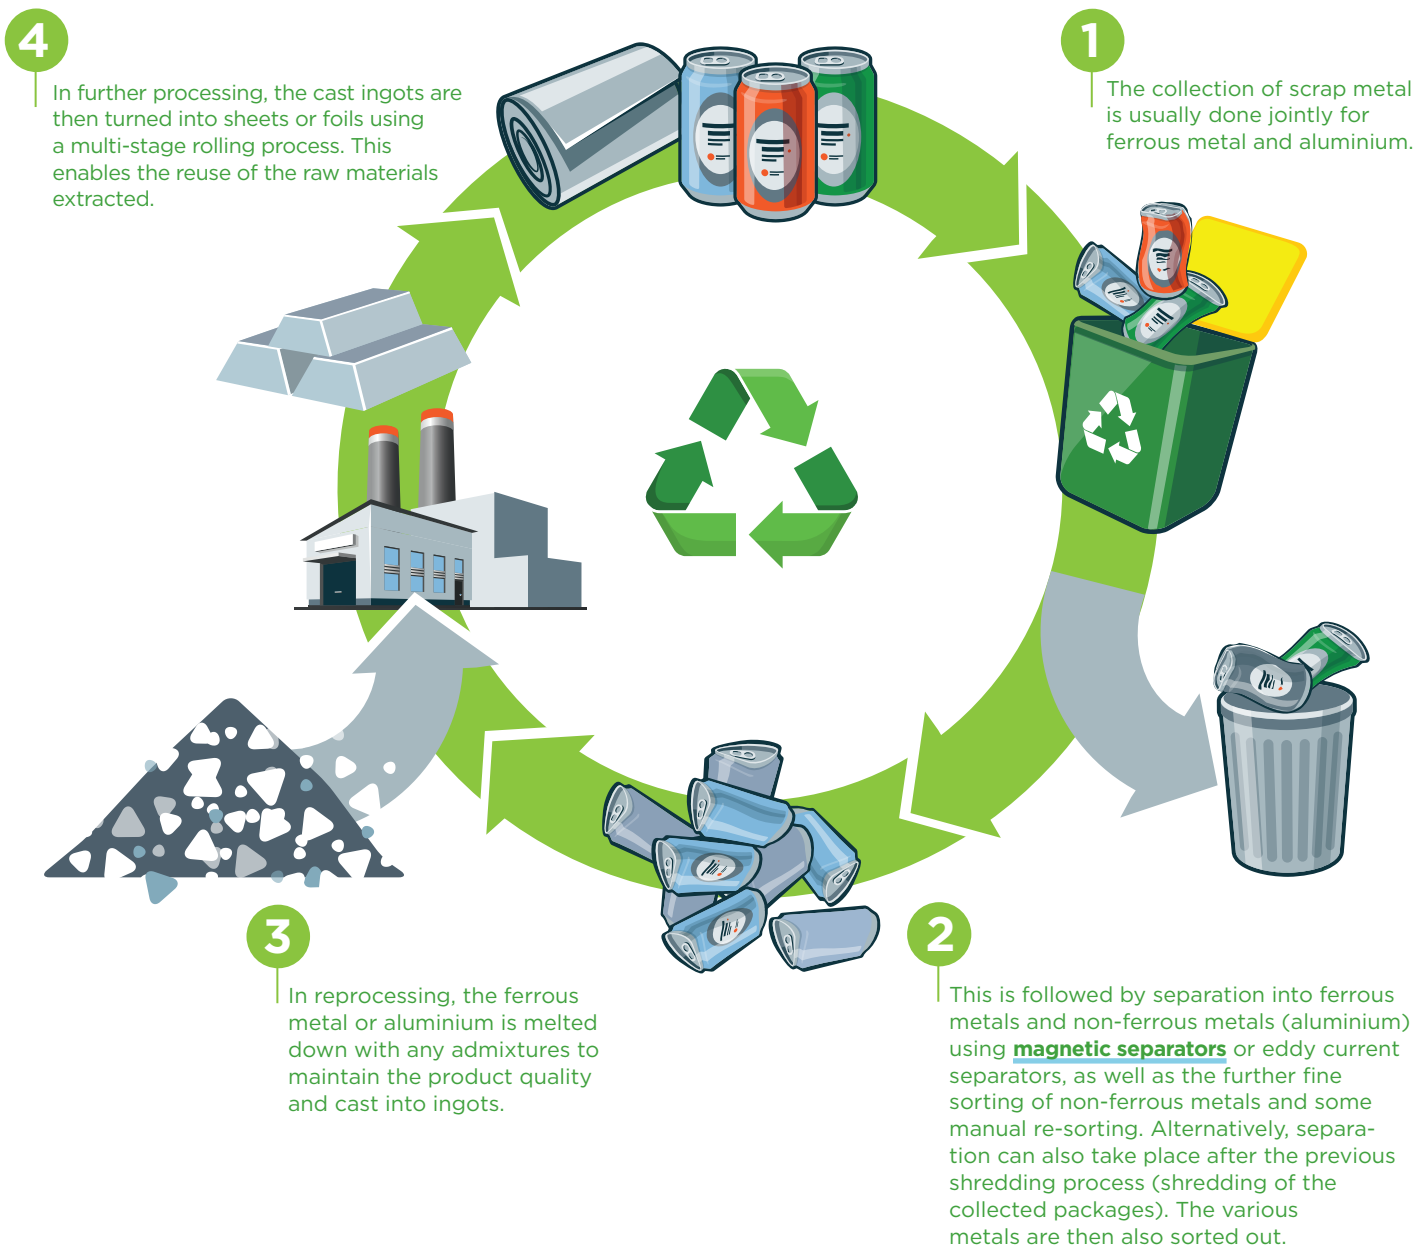 1
The collection of scrap metal
is usually done jointly for
ferrous metal and aluminium.
2
This is followed by separation into ferrous
metals and non-ferrous metals (aluminium)
using magnetic separators or eddy current
separators, as well as the further fine
sorting of non-ferrous metals and some
manual re-sorting. Alternatively, separa-
tion can also take place after the previous
shredding process (shredding of the
collected packages). The various
metals are then also sorted out.
3
In reprocessing, the ferrous
metal or aluminium is melted
down with any admixtures to
maintain the product quality
and cast into ingots.
4
In further processing, the cast ingots are
then turned into sheets or foils using
a multi-stage rolling process. This
enables the reuse of the raw materials
extracted.